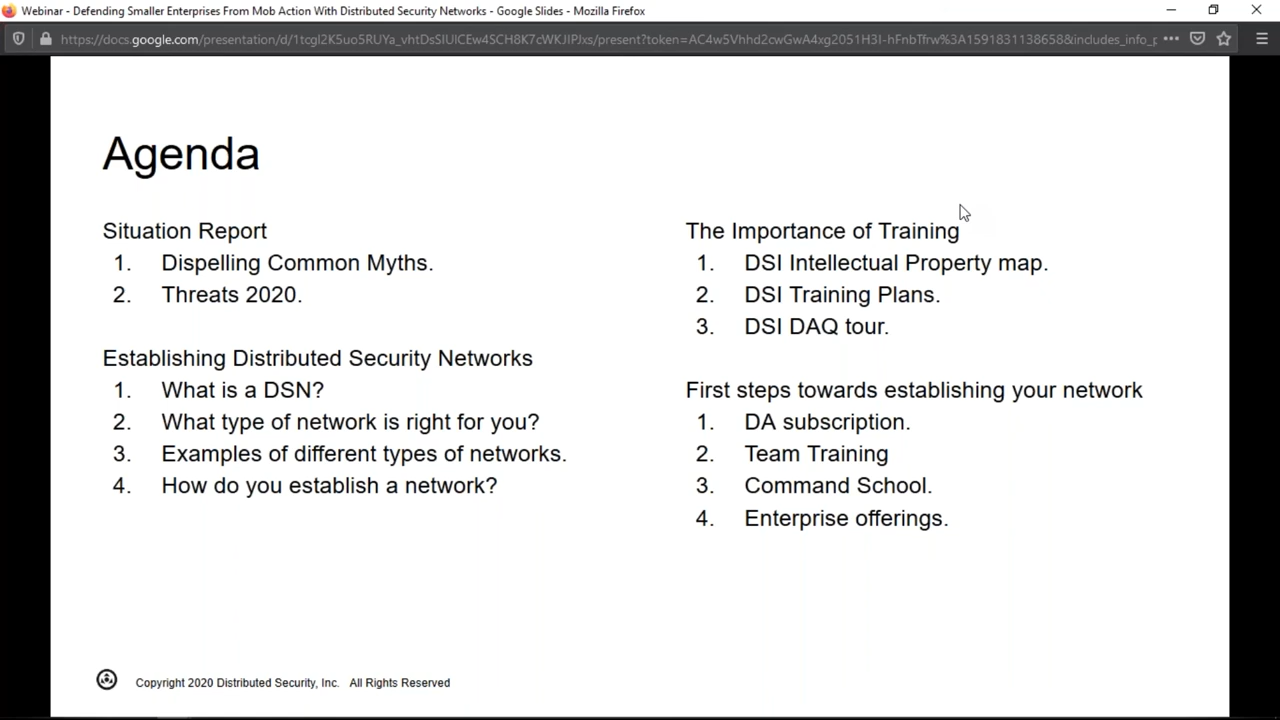 Webinar - Defending Smaller Enterprises From Mob Action With Distributed Security Networks - Google Slides - Mozilla Firefox
Agenda
Situation Report
1. Dispelling Common Myths.
2. Threats 2020.
Establishing Distributed Security Networks
1. What is a DSN?
2. What type of network is right for you?
3. Examples of different types of networks.
4. How do you establish a network?
The Importance of Training
1. DSI Intellectual Property map.
2. DSI Training Plans.
3. DSI DAQ tour.
First steps towards establishing your network
1. DA subscription.
2. Team Training
3. Command School.
4. Enterprise offerings.
Copyright 2020 Distributed Security, Inc. All Rights Reserved